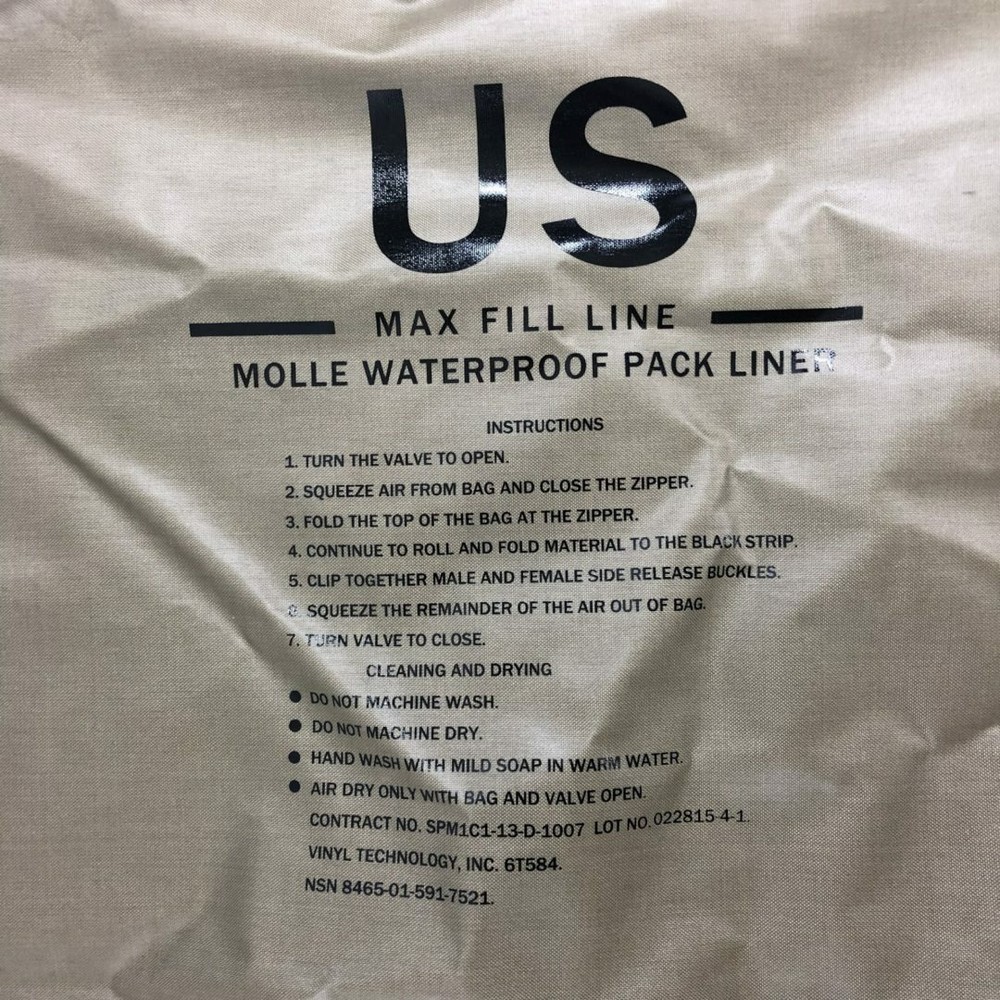 US
MAX FILL LINE
MOLLE WATERPROOF PACK LINER
INSTRUCTIONS
1. TURN THE VALVE TO OPEN.
2. SQUEEZE AIR FROM BAG AND CLOSE THE ZIPPER.
3. FOLD THE TOP OF THE BAG AT THE ZIPPER.
4. CONTINUE TO ROLL AND FOLD MATERIAL TO THE BLACK STRIP.
5. CLIP TOGETHER MALE AND FEMALE SIDE RELEASE BUCKLES.
6. SQUEEZE THE REMAINDER OF THE AIR OUT OF BAG.
7. TURN VALVE TO CLOSE.
CLEANING AND DRYING
● DO NOT MACHINE WASH.
● DO NOT MACHINE DRY.
● HAND WASH WITH MILD SOAP IN WARM WATER.
● AIR DRY ONLY WITH BAG AND VALVE OPEN.
CONTRACT NO. SPM1C1-13-D-1007 LOT NO. 022815-4-1.
VINYL TECHNOLOGY, INC. 6T584.
NSN 8465-01-591-7521.